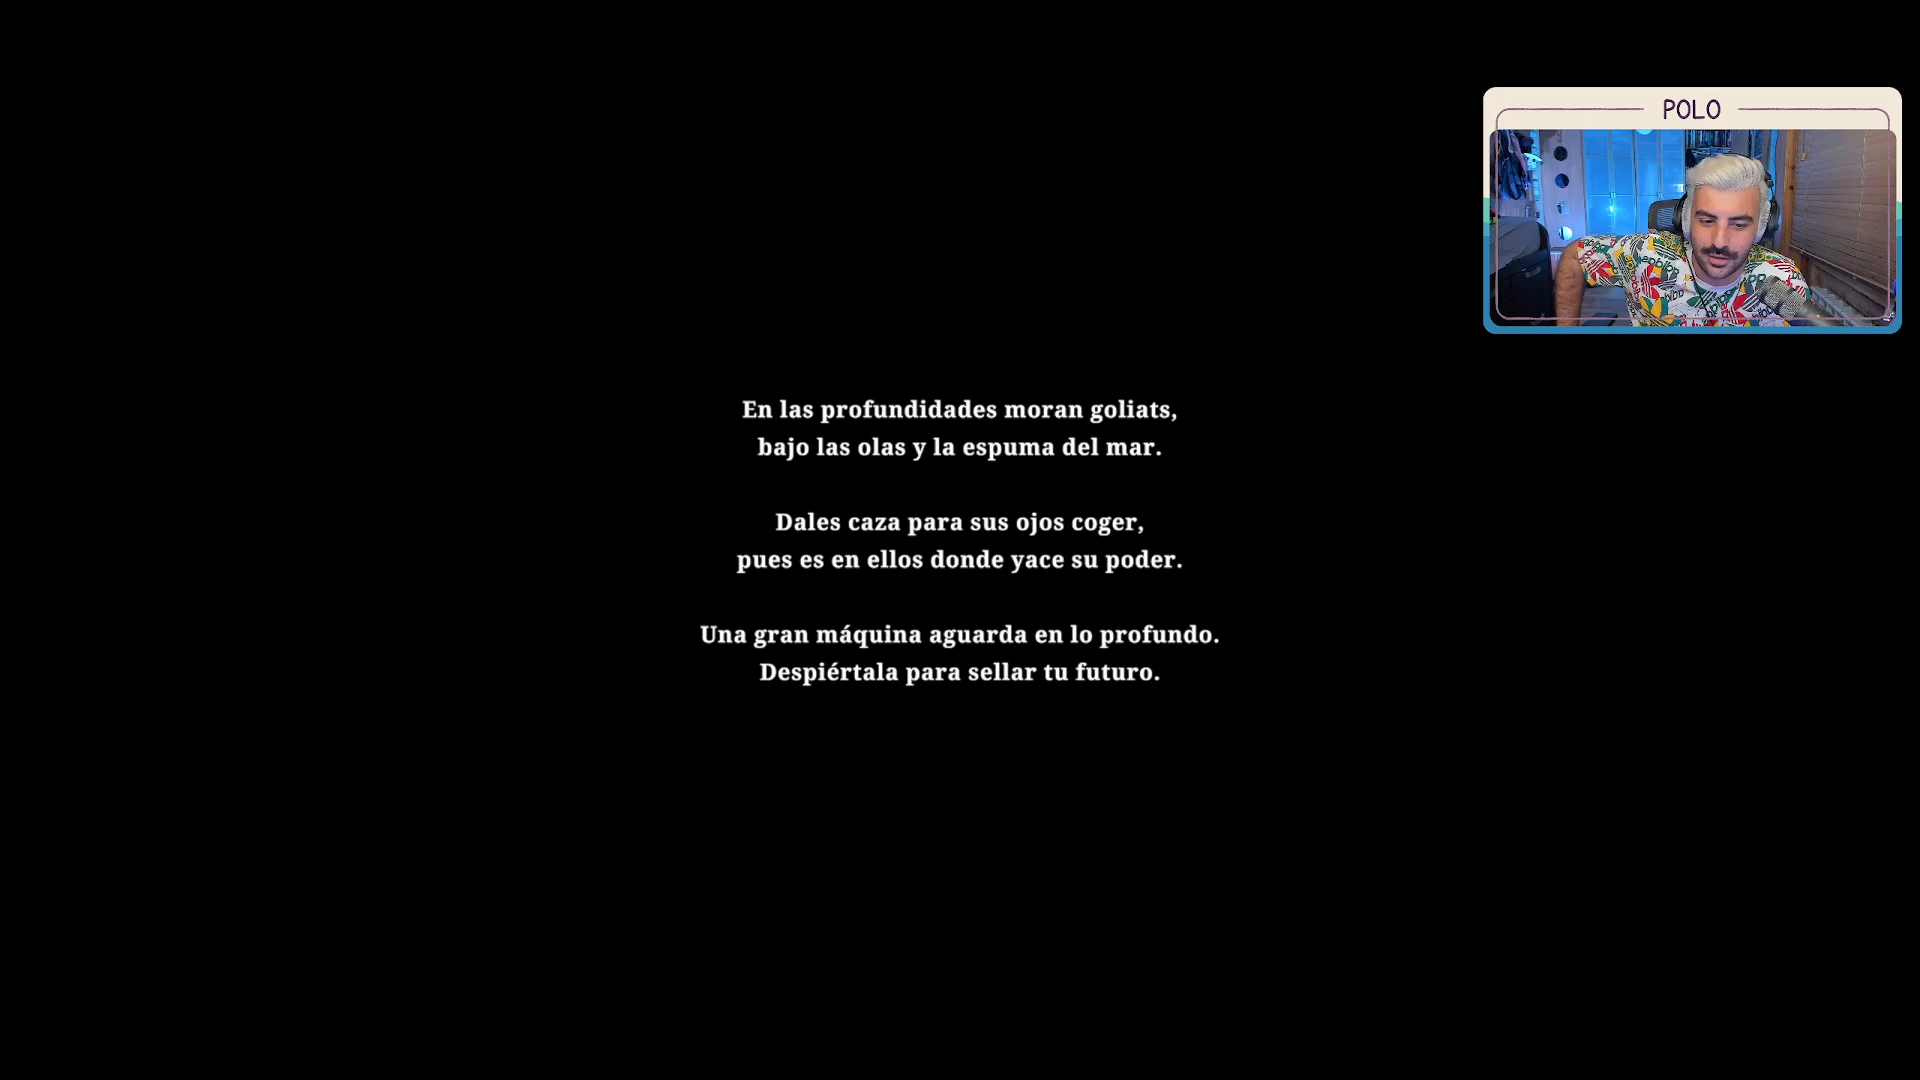 POLO
En las profundidades moran goliats,
bajo las olas y la espuma del mar.
Dales caza para sus ojos coger,
pues es en ellos donde yace su poder.
Una gran máquina aguarda en lo profundo.
Despiértala para sellar tu futuro.